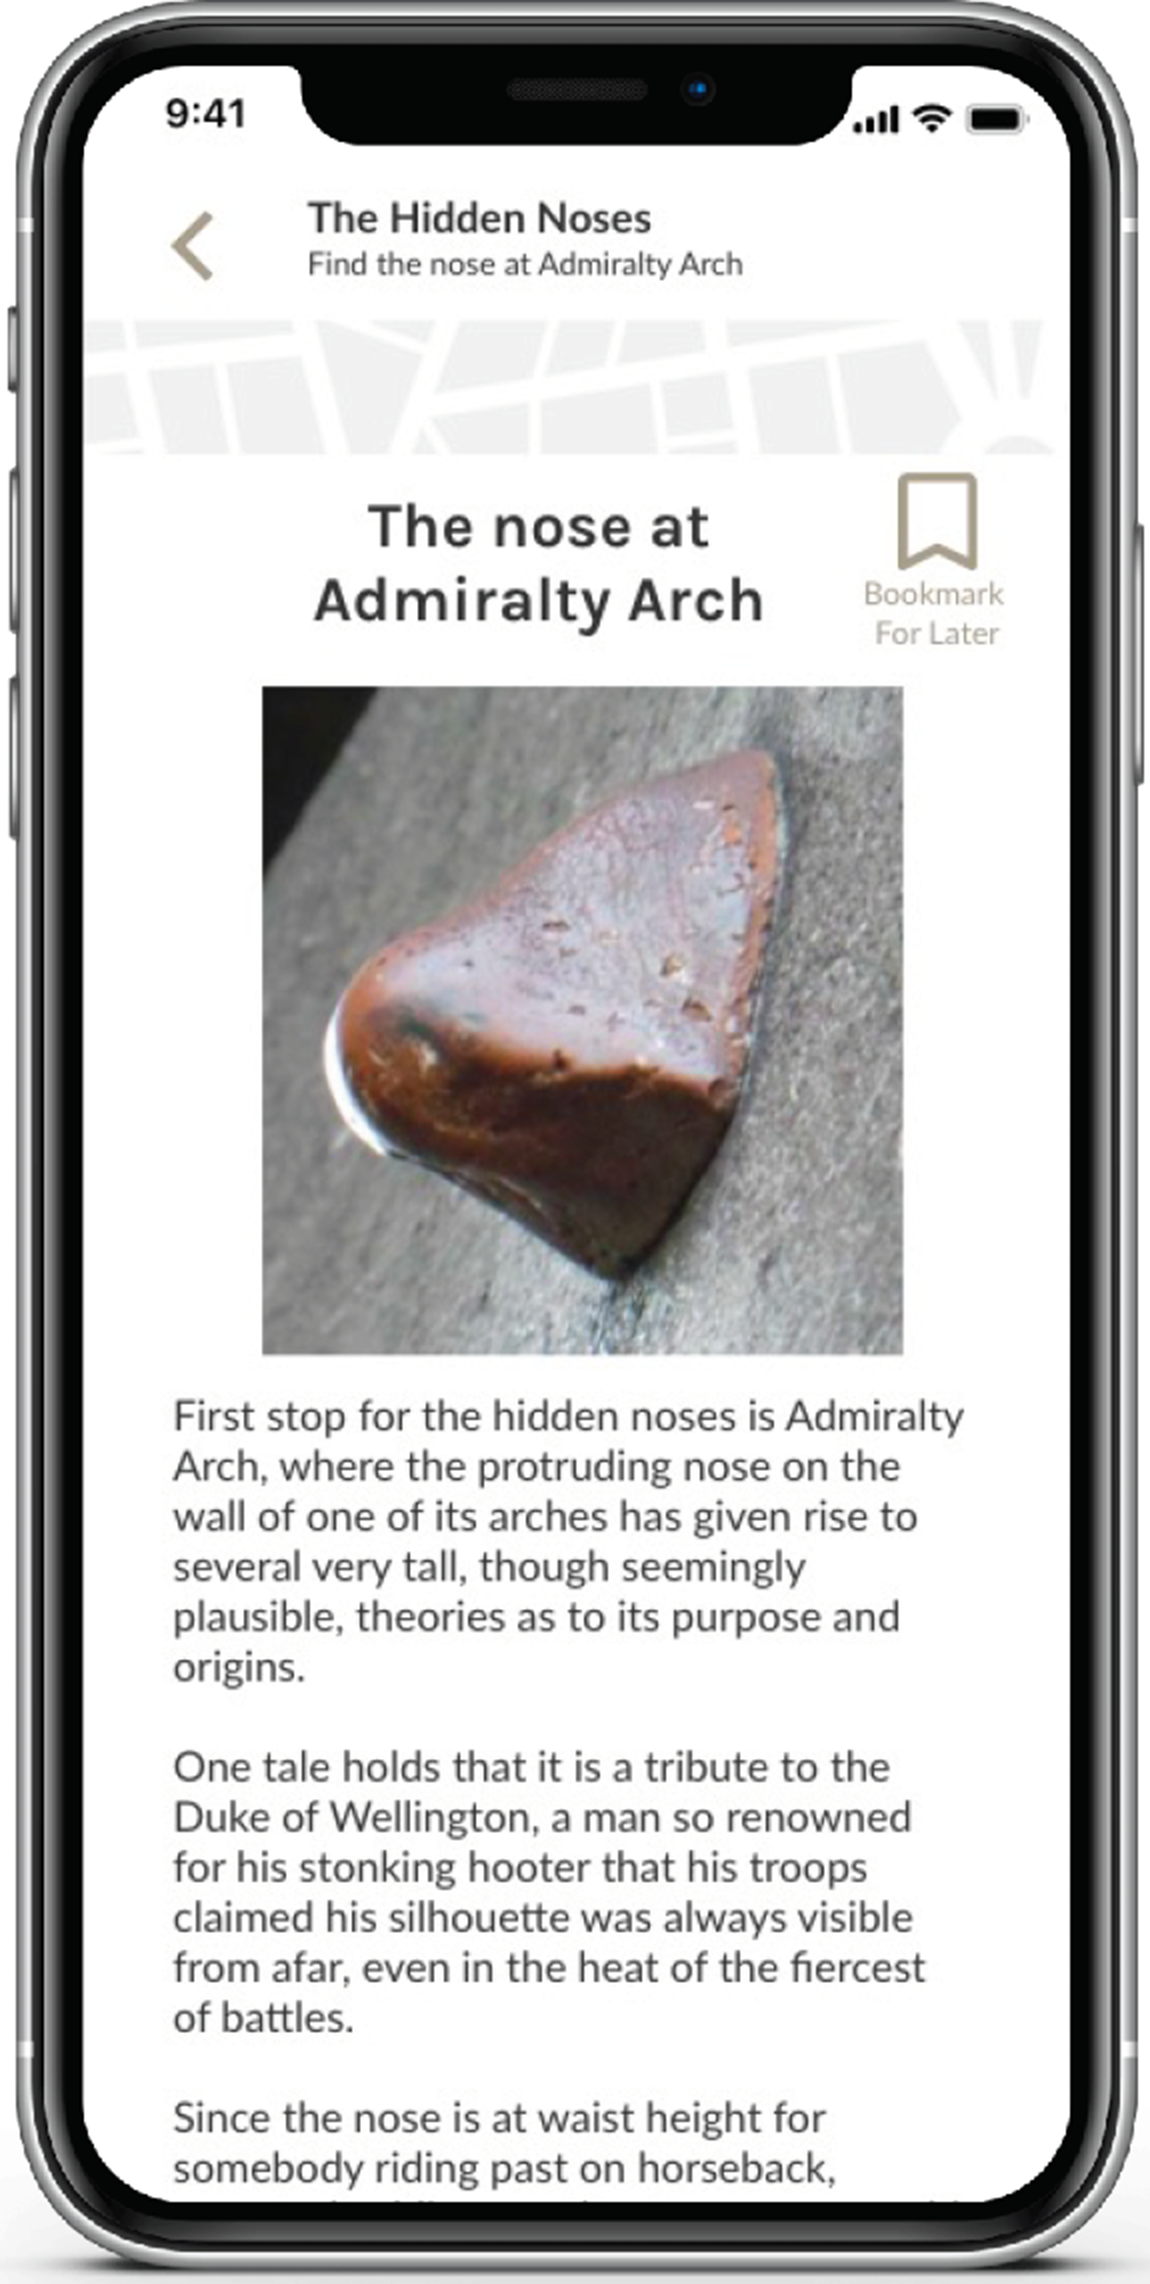 9:41
The Hidden Noses
Find the nose at Admiralty Arch
The nose at
Admiralty Arch
Bookmark
For Later
First stop for the hidden noses is Admiralty
Arch, where the protruding nose on the
wall of one of its arches has given rise to
several very tall, though seemingly
plausible, theories as to its purpose and
origins.
One tale holds that it is a tribute to the
Duke of Wellington, a man so renowned
for his stonking hooter that his troops
claimed his silhouette was always visible
from afar, even in the heat of the fiercest
of battles.
Since the nose is at waist height for
somebody riding past on horseback,